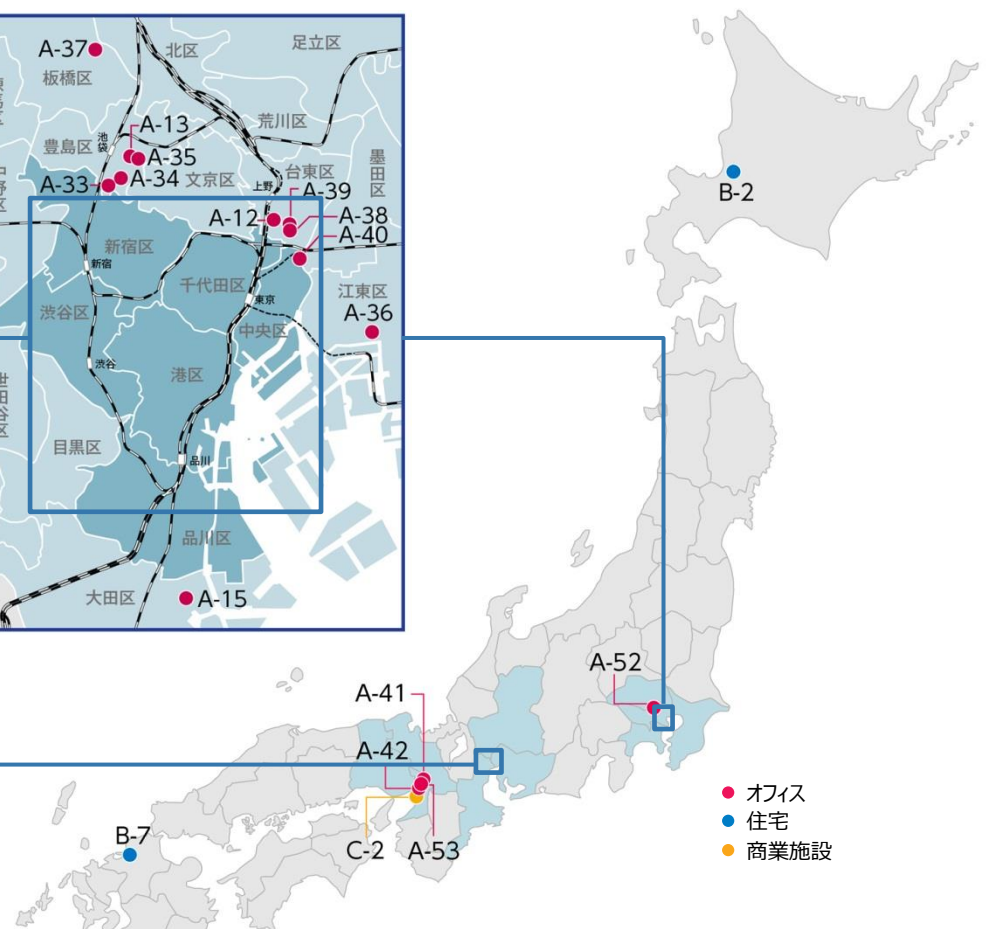 A-37
北区
足立区
板橋区
荒川区
A-13
豊島区
池袋
A-35
墨田区
台東区
A-34
文京区
上野
A-33
A-39
A-12
A-38
A-40
新宿区
新宿
千代田区
江東区
東京
渋谷区
A-36
中央区
渋谷
港区
世田谷区
目黒区
品川
品川区
大田区
A-15
B-2
A-52
A-41
A-42
B-7
C-2
A-53
オフィス
住宅
商業施設